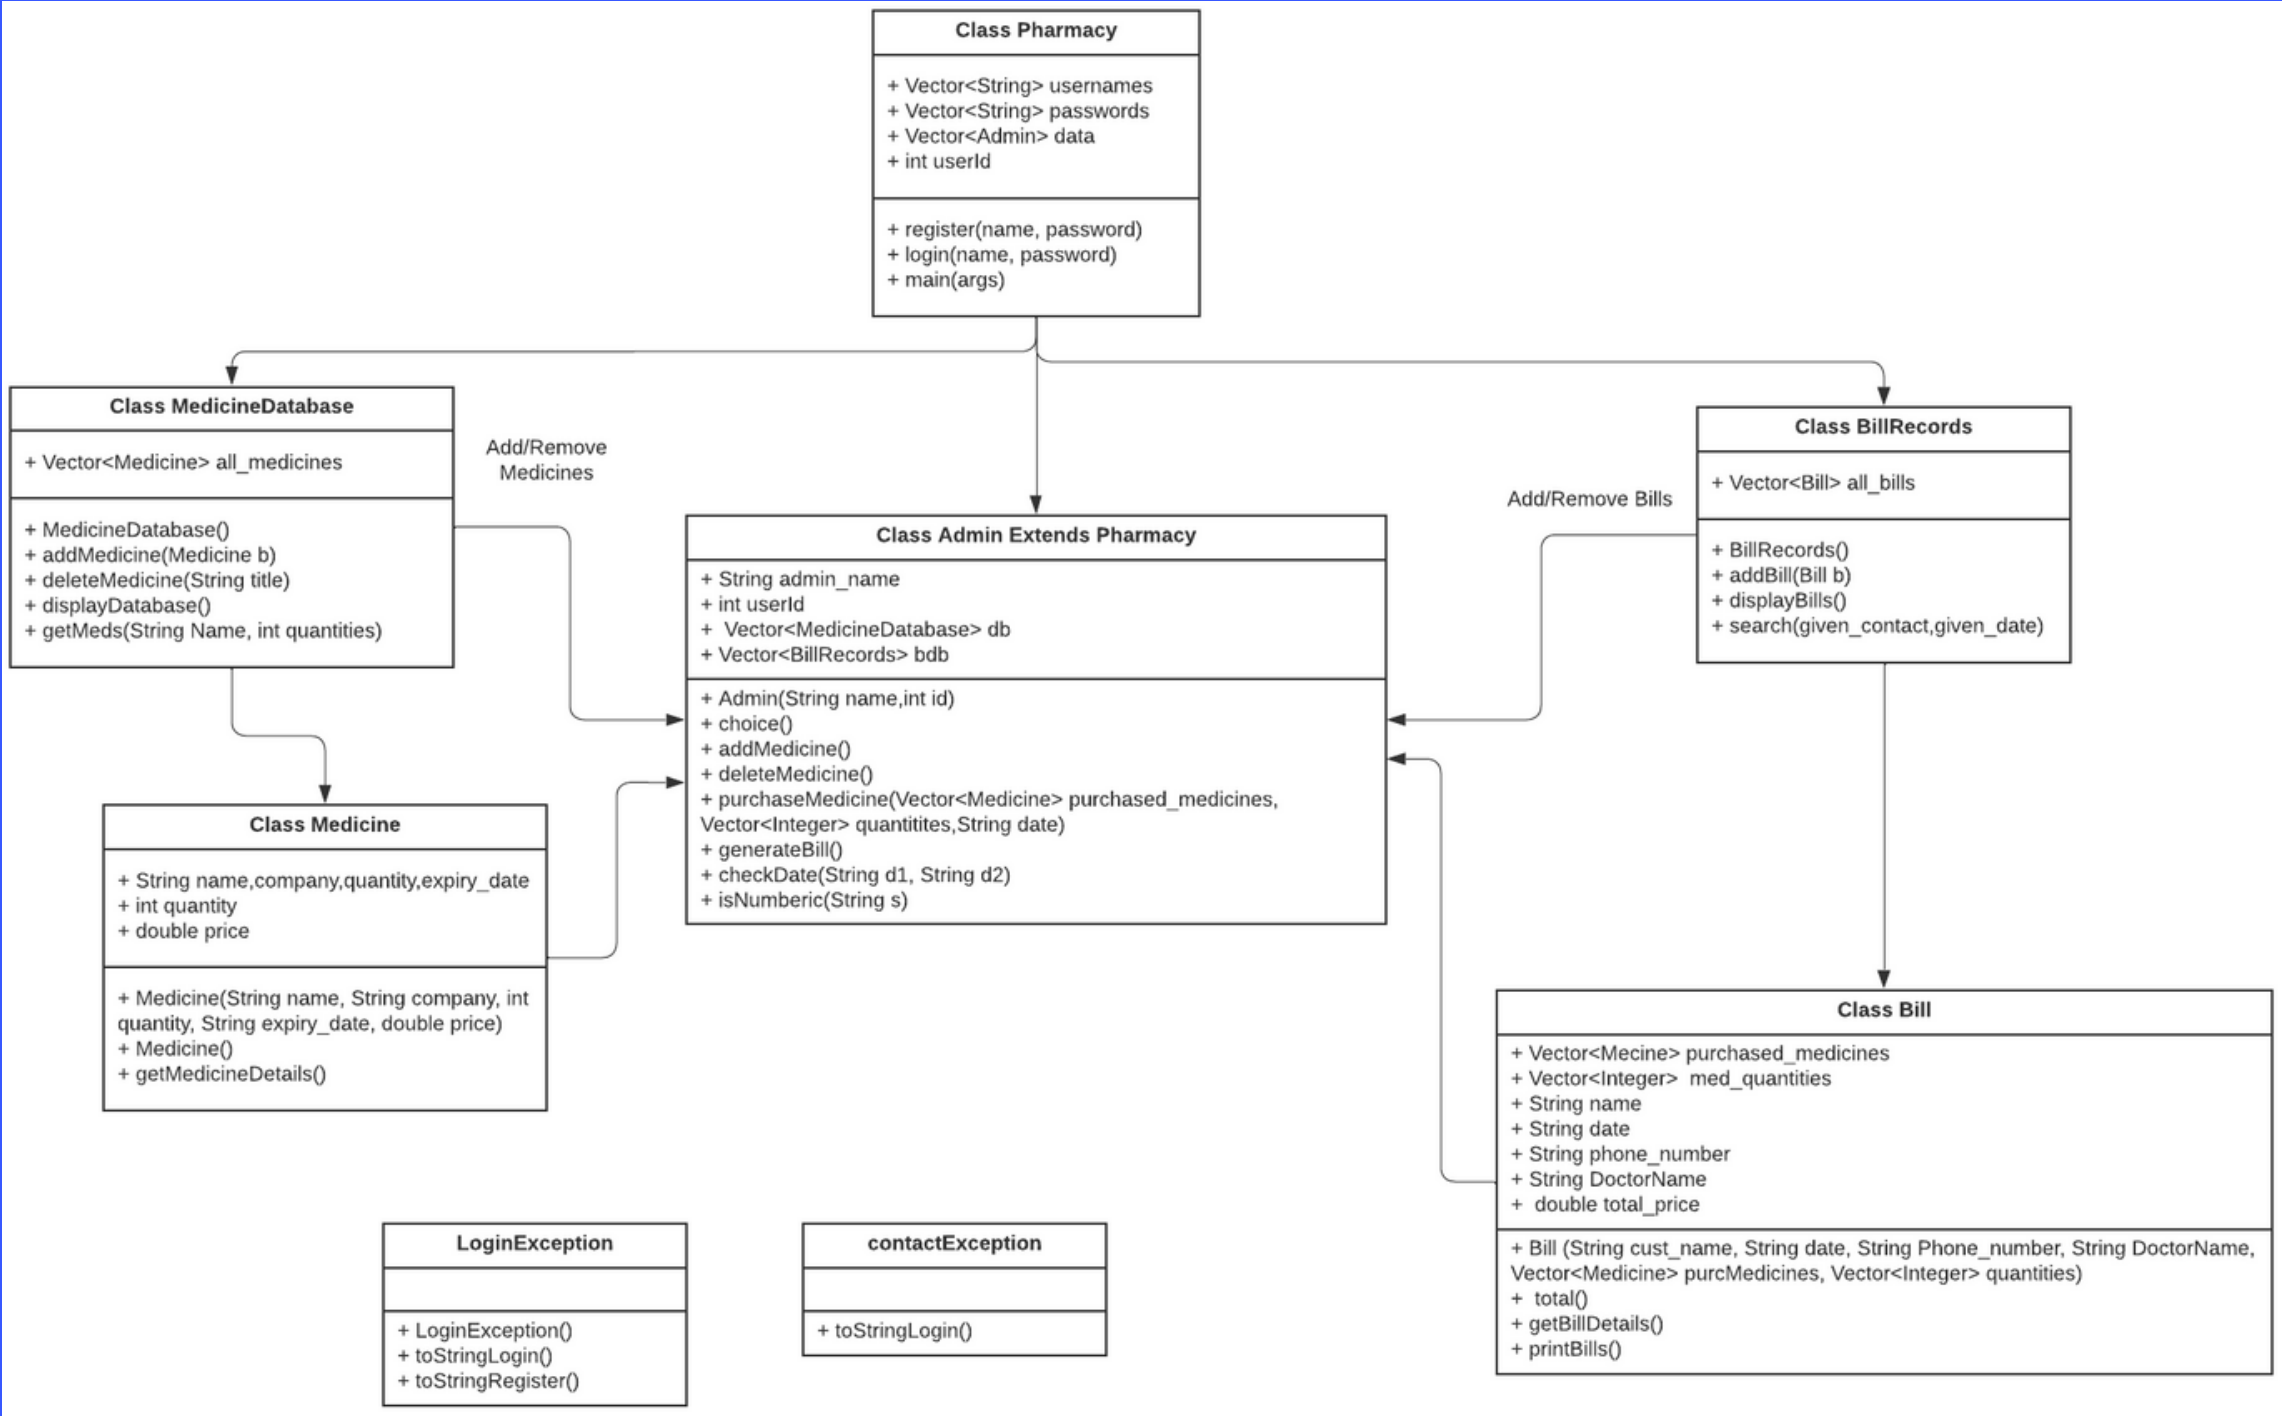 Class Pharmacy
+ Vector<String> usernames
+ Vector<String> passwords
+ Vector<Admin> data
+ int userId
+ register(name, password)
+ login(name, password)
+ main(args)
Class MedicineDatabase
+ Vector<Medicine> all_medicines
+ MedicineDatabase()
+ addMedicine(Medicine b)
+ deleteMedicine(String title)
+ displayDatabase()
+ getMeds(String Name, int quantities)
Add/Remove
Medicines
Class Admin Extends Pharmacy
+ String admin_name
+ int userId
+  Vector<MedicineDatabase> db
+ Vector<BillRecords> bdb
+ Admin(String name,int id)
+ choice()
+ addMedicine()
+ deleteMedicine()
+ purchaseMedicine(Vector<Medicine> purchased_medicines,
Vector<Integer> quantitites,String date)
+ generateBill()
+ checkDate(String d1, String d2)
+ isNumberic(String s)
Add/Remove Bills
Class BillRecords
+ Vector<Bill> all_bills
+ BillRecords()
+ addBill(Bill b)
+ displayBills()
+ search(given_contact,given_date)
Class Medicine
+ String name,company,quantity,expiry_date
+ int quantity
+ double price
+ Medicine(String name, String company, int
quantity, String expiry_date, double price)
+ Medicine()
+ getMedicineDetails()
Class Bill
+ Vector<Mecine> purchased_medicines
+ Vector<Integer>  med_quantities
+ String name
+ String date
+ String phone_number
+ String DoctorName
+  double total_price
+ Bill (String cust_name, String date, String Phone_number, String DoctorName,
Vector<Medicine> purcMedicines, Vector<Integer> quantities)
+  total()
+ getBillDetails()
+ printBills()
LoginException
+ LoginException()
+ toStringLogin()
+ toStringRegister()
contactException
+ toStringLogin()